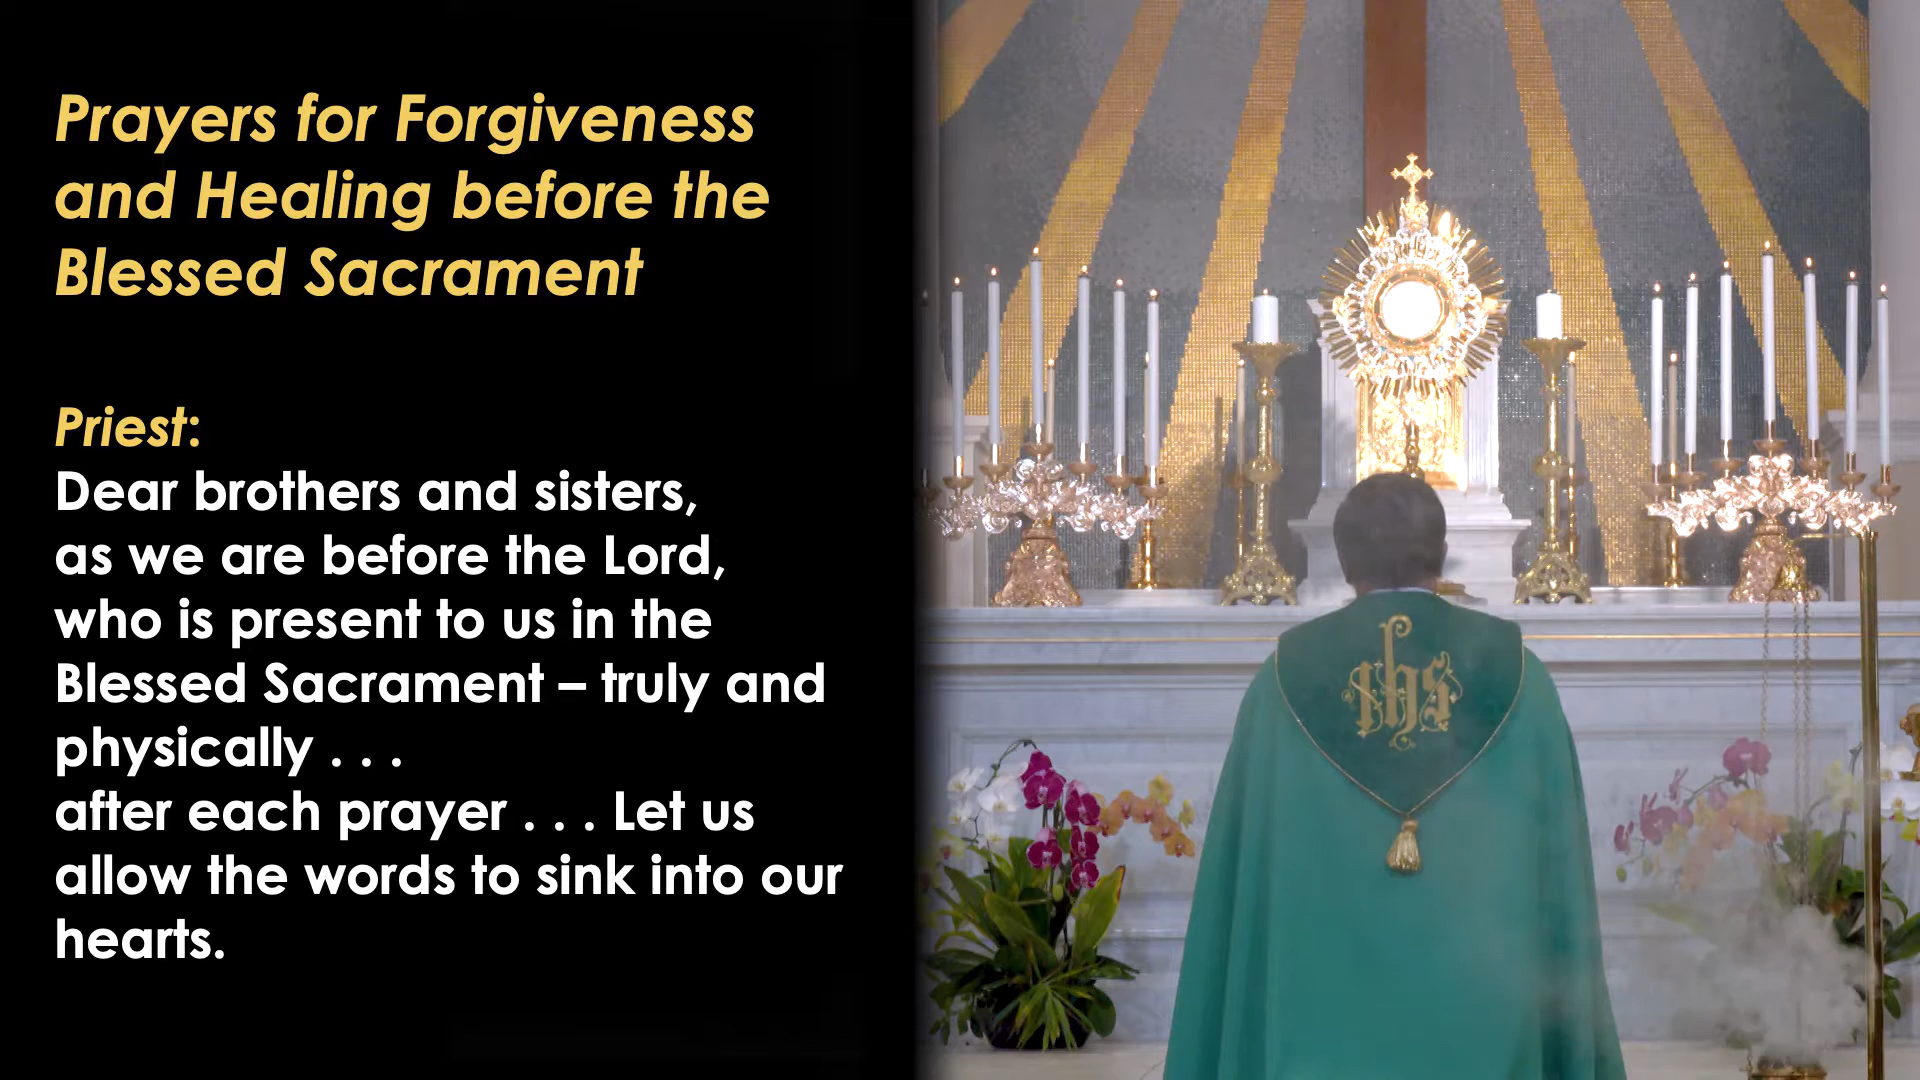 Prayers for Forgiveness
and Healing before the
Blessed Sacrament
Priest:
Dear brothers and sisters,
as we are before the Lord,
who is present to us in the
Blessed Sacrament – truly and
physically . . .
after each prayer . . . Let us
allow the words to sink into our
hearts.
ihs